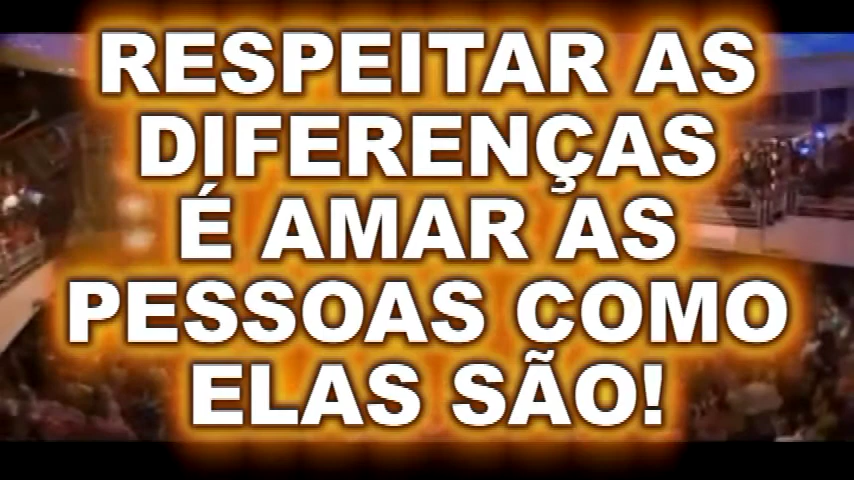 RESPEITAR AS
DIFERENÇAS
É AMAR AS
PESSOAS COMO
ELAS SÃO!